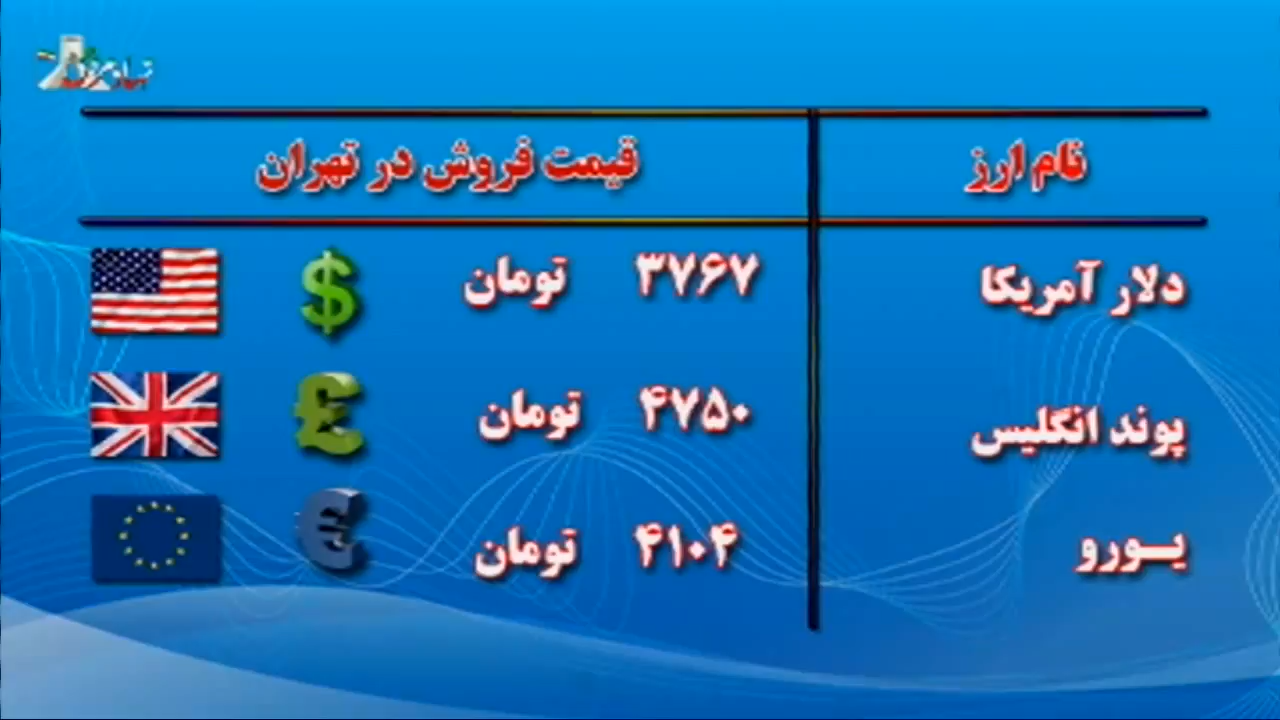 نام ارز قیمت فروش در تهران
دلار آمریکا ۳۷۶۷ تومان $
پوند انگلیس ۴۷۵۰ تومان £
یـورو ۴۱۰۴ تومان €